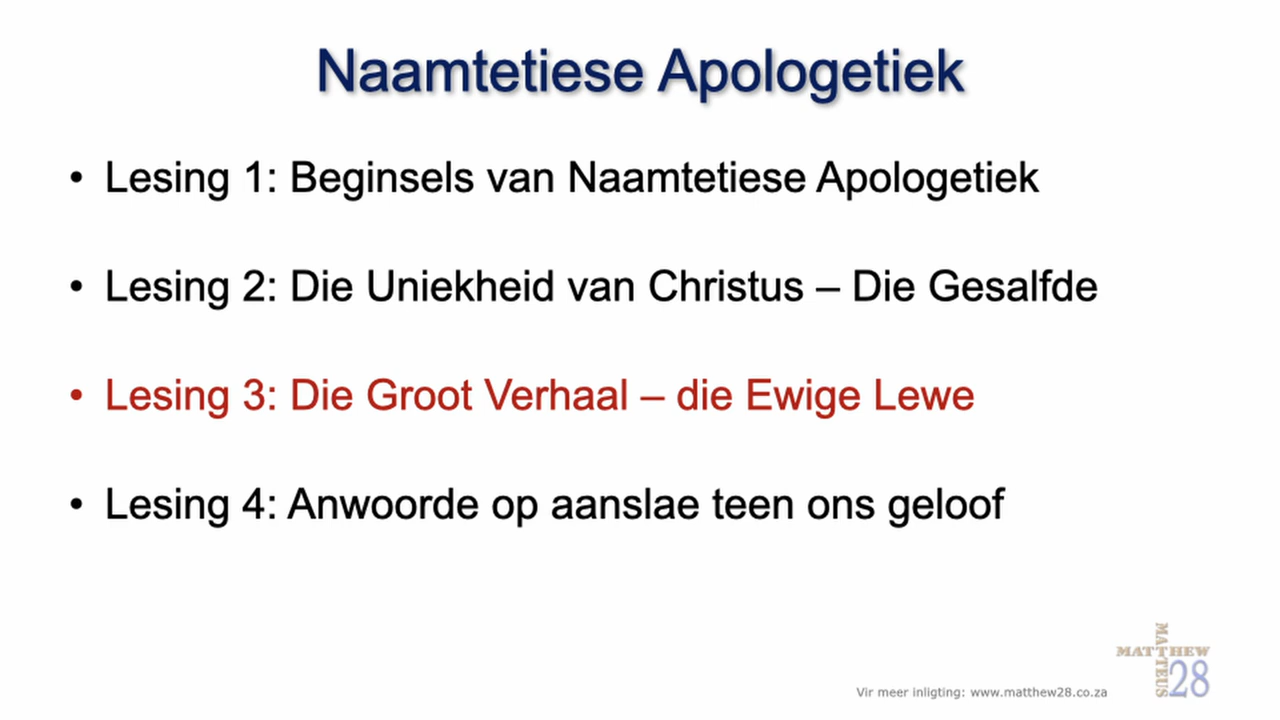 Naamtetiese Apologetiek
• Lesing 1: Beginsels van Naamtetiese Apologetiek
• Lesing 2: Die Uniekheid van Christus – Die Gesalfde
• Lesing 3: Die Groot Verhaal – die Ewige Lewe
• Lesing 4: Anwoorde op aanslae teen ons geloof
MATTHEW
MATTEUS
28
Vir meer inligting: www.matthew28.co.za